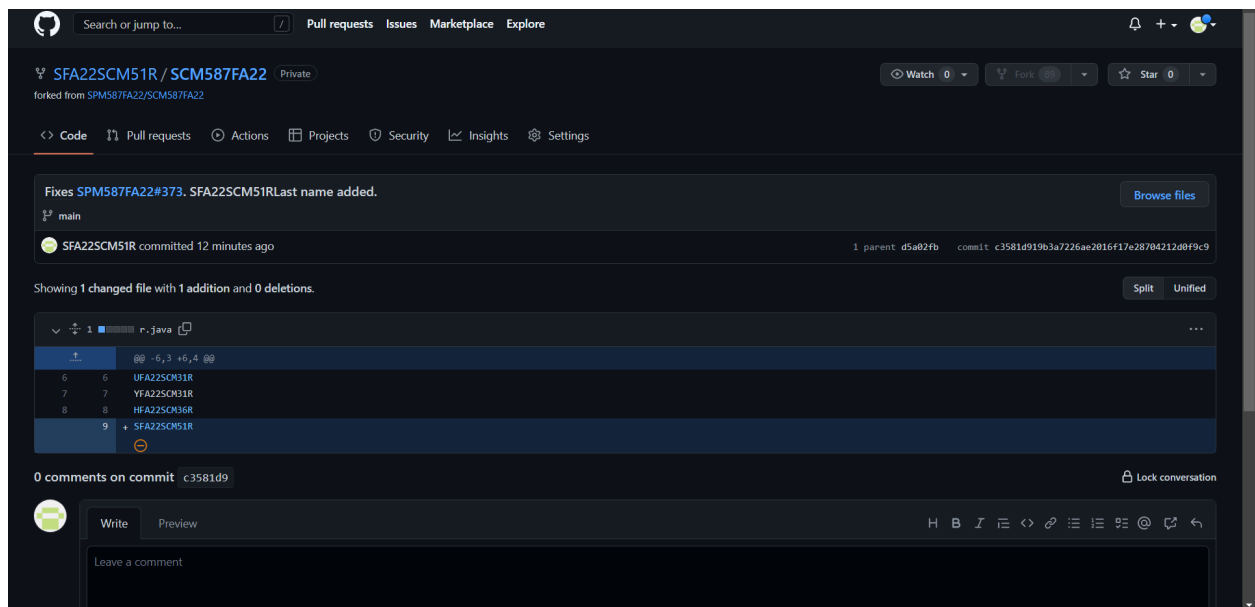 Search or jump to... / Pull requests Issues Marketplace Explore
SFA22SCM51R / SCM587FA22 Private
Watch 0 Fork 89 Star 0
forked from SPM587FA22/SCM587FA22
Code Pull requests Actions Projects Security Insights Settings
Fixes SPM587FA22#373. SFA22SCM51RLast name added.
Browse files
main
SFA22SCM51R committed 12 minutes ago 1 parent d5a02fb commit c3581d919b3a7226ae2016f17e28704212d0f9c9
Showing 1 changed file with 1 addition and 0 deletions. Split Unified
1 r.java
@@ -6,3 +6,4 @@
6 6 UFA22SCM31R
7 7 YFA22SCM31R
8 8 HFA22SCM36R
9 + SFA22SCM51R
0 comments on commit c3581d9 Lock conversation
Write Preview
Leave a comment